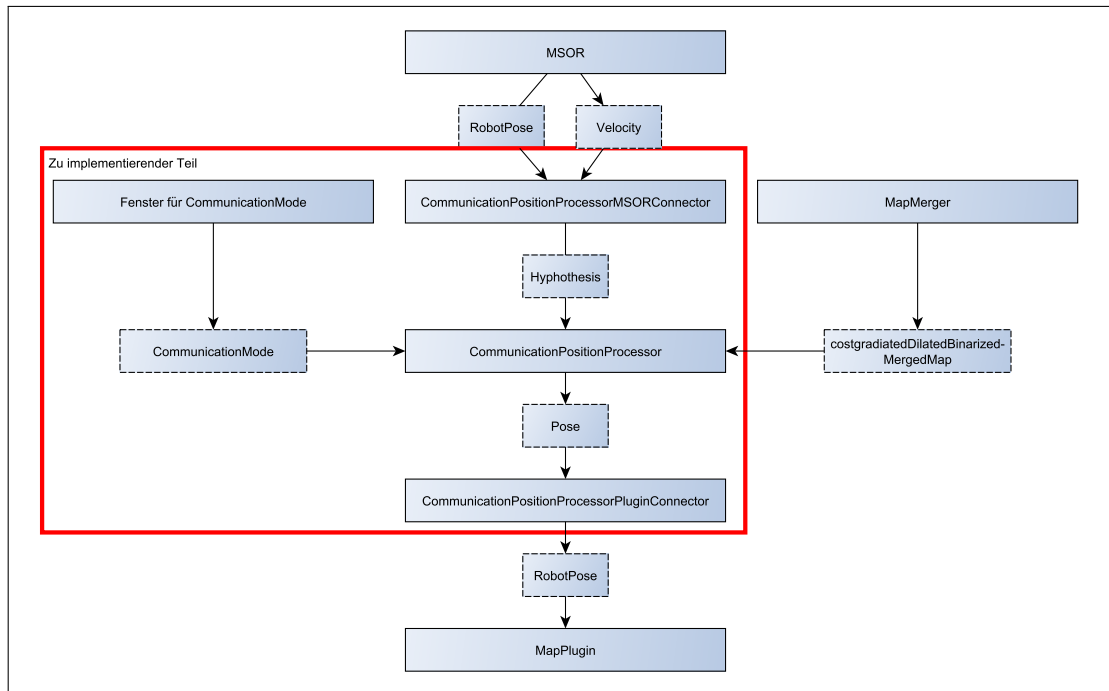 MSOR
RobotPose
Velocity
Zu implementierender Teil
Fenster für CommunicationMode
CommunicationPositionProcessorMSORConnector
MapMerger
Hyphothesis
CommunicationMode
CommunicationPositionProcessor
costgradiatedDilatedBinarized-
MergedMap
Pose
CommunicationPositionProcessorPluginConnector
RobotPose
MapPlugin